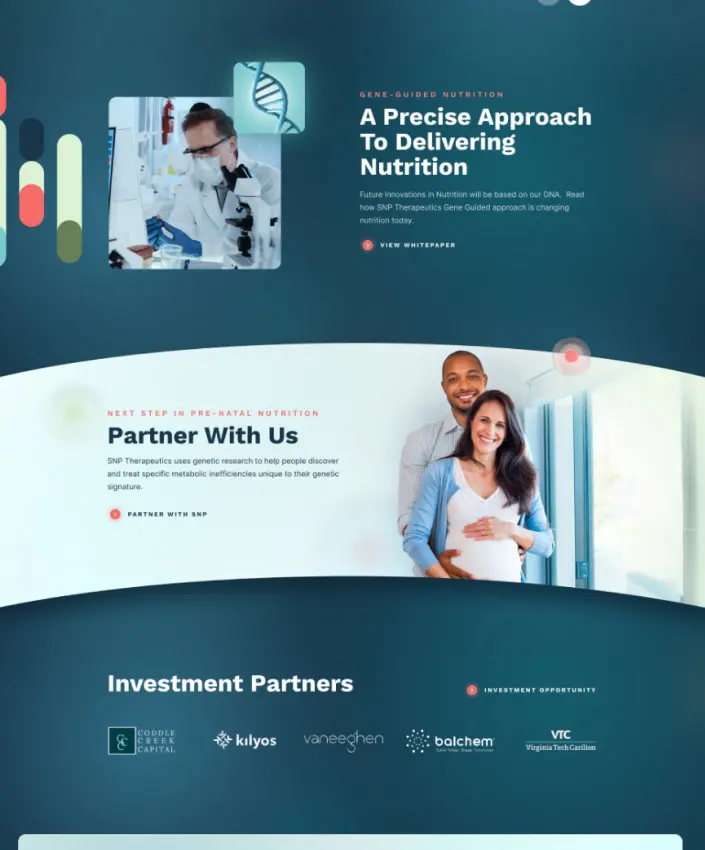 GENE-GUIDED NUTRITION
A Precise Approach
To Delivering
Nutrition
Future Innovations in Nutrition will be based on our DNA. Read
how SNP Therapeutics Gene Guided approach is changing
nutrition today.
VIEW WHITEPAPER
NEXT STEP IN PRE-NATAL NUTRITION
Partner With Us
SNP Therapeutics uses genetic research to help people discover
and treat specific metabolic inefficiencies unique to their genetic
signature.
PARTNER WITH SNP
Investment Partners
INVESTMENT OPPORTUNITY
CODDLE
CREEK
CAPITAL
kilyos
vaneeghen
balchem
VTC
Virginia Tech Carilion